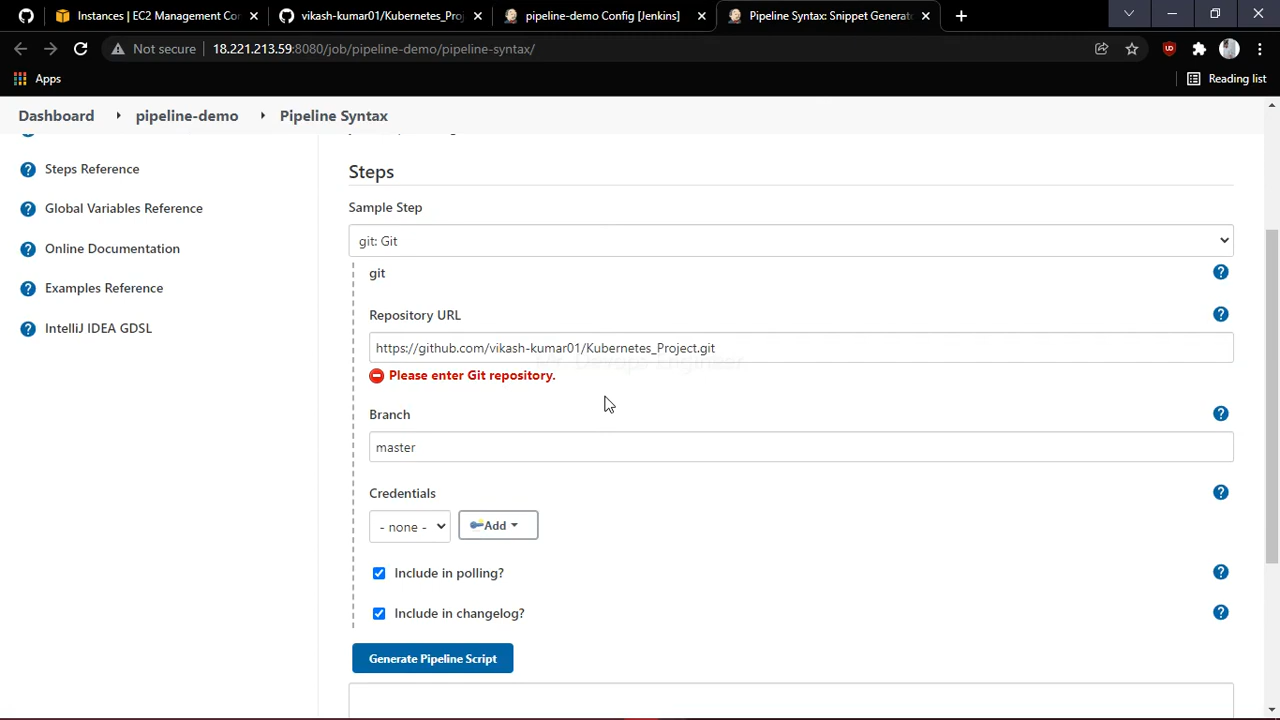 Instances | EC2 Management Co
vikash-kumar01/Kubernetes_Proj
pipeline-demo Config [Jenkins]
Pipeline Syntax: Snippet Generato
Not secure
18.221.213.59:8080/job/pipeline-demo/pipeline-syntax/
Apps
Reading list
Dashboard
pipeline-demo
Pipeline Syntax
Steps Reference
Global Variables Reference
Online Documentation
Examples Reference
IntelliJ IDEA GDSL
Steps
Sample Step
git: Git
git
Repository URL
https://github.com/vikash-kumar01/Kubernetes_Project.git
DevOps Engineer
Please enter Git repository.
Branch
master
Credentials
- none -
Add
Include in polling?
Include in changelog?
Generate Pipeline Script